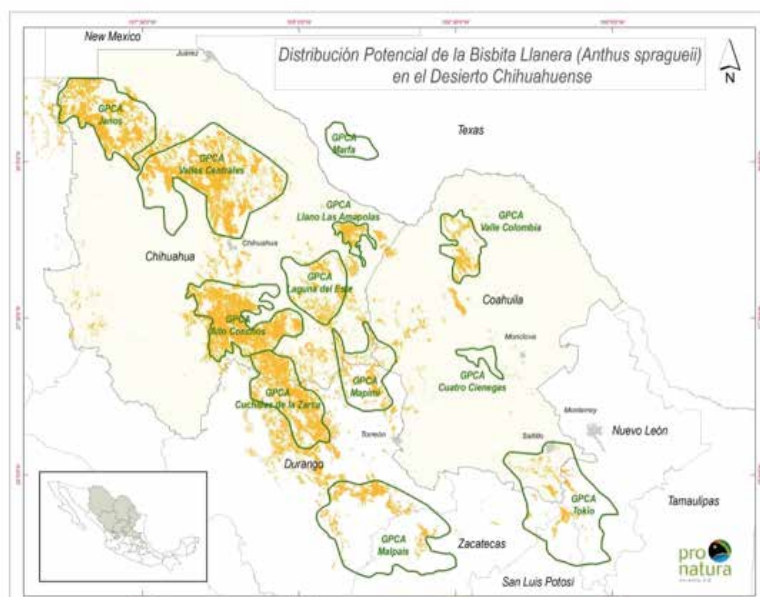 Distribución Potencial de la Bisbita Llanera (Anthus spragueii)
en el Desierto Chihuahuense
N
New Mexico
Juárez
Texas
GPCA
Janos
GPCA
Marfa
GPCA
Valles Centrales
GPCA
Llano Las Amapolas
GPCA
Valle Colombia
Chihuahua
Chihuahua
GPCA
Laguna del Este
Coahuila
GPCA
Alto Conchos
Monclova
GPCA
Mapimi
GPCA
Cuatro Cienegas
GPCA
Cuchillas de la Zarca
Monterrey
Nuevo León
Torreón
Saltillo
Durango
GPCA
Tokio
Tamaulipas
GPCA
Malpais
Zacatecas
San Luis Potosi
pro
natura